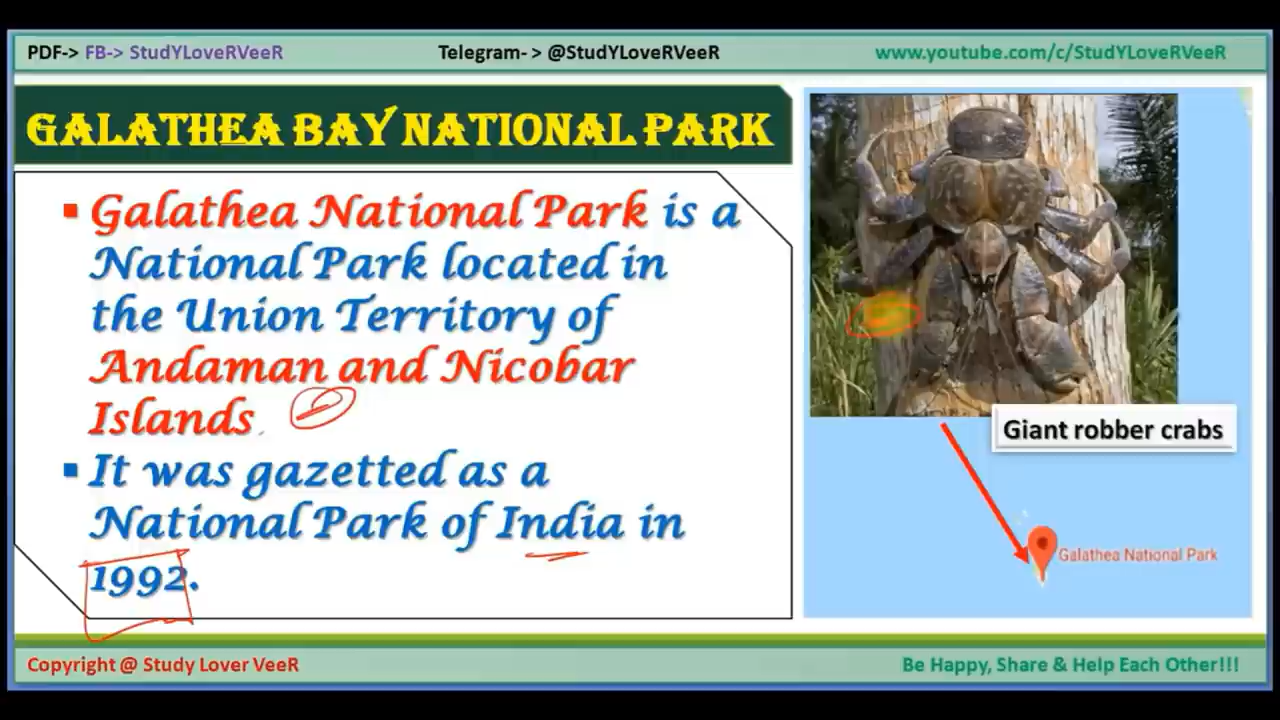 PDF-> FB-> StudYLoveRVeeR Telegram- > @StudYLoveRVeeR www.youtube.com/c/StudYLoveRVeeR
GALATHEA BAY NATIONAL PARK
Galathea National Park is a
National Park located in
the Union Territory of
Andaman and Nicobar
Islands.
It was gazetted as a
National Park of India in
1992.
Giant robber crabs
Galathea National Park
Copyright @ Study Lover VeeR Be Happy, Share & Help Each Other!!!